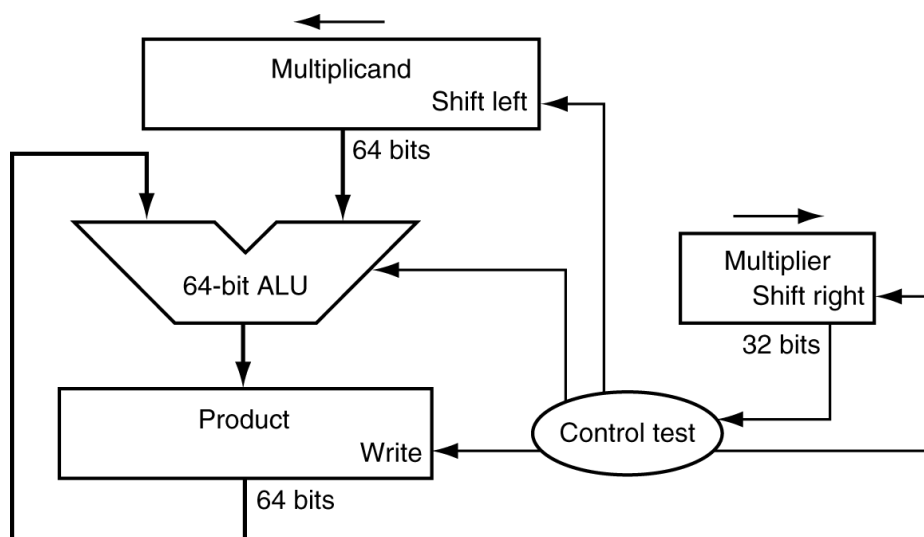 Multiplicand
Shift left
64 bits
64-bit ALU
Multiplier
Shift right
32 bits
Product
Write
Control test
64 bits